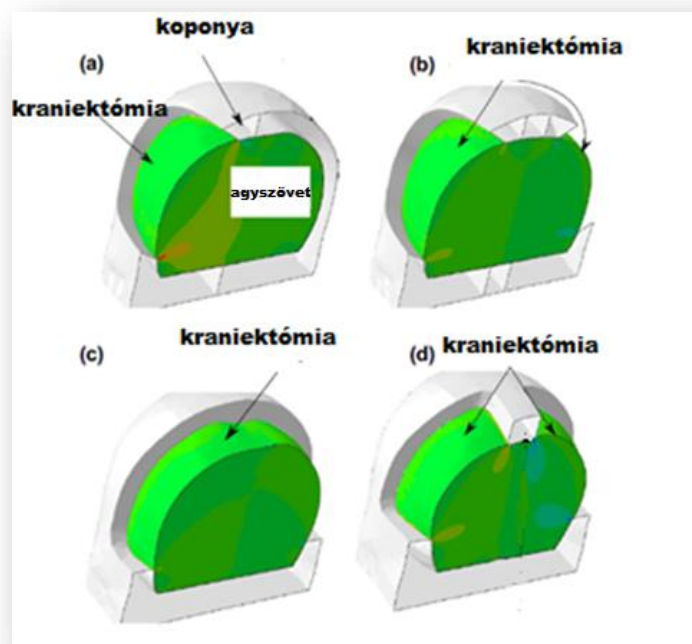 koponya
kraniektómia
(a)
(b)
kraniektómia
agyszövet
kraniektómia
kraniektómia
(c)
(d)